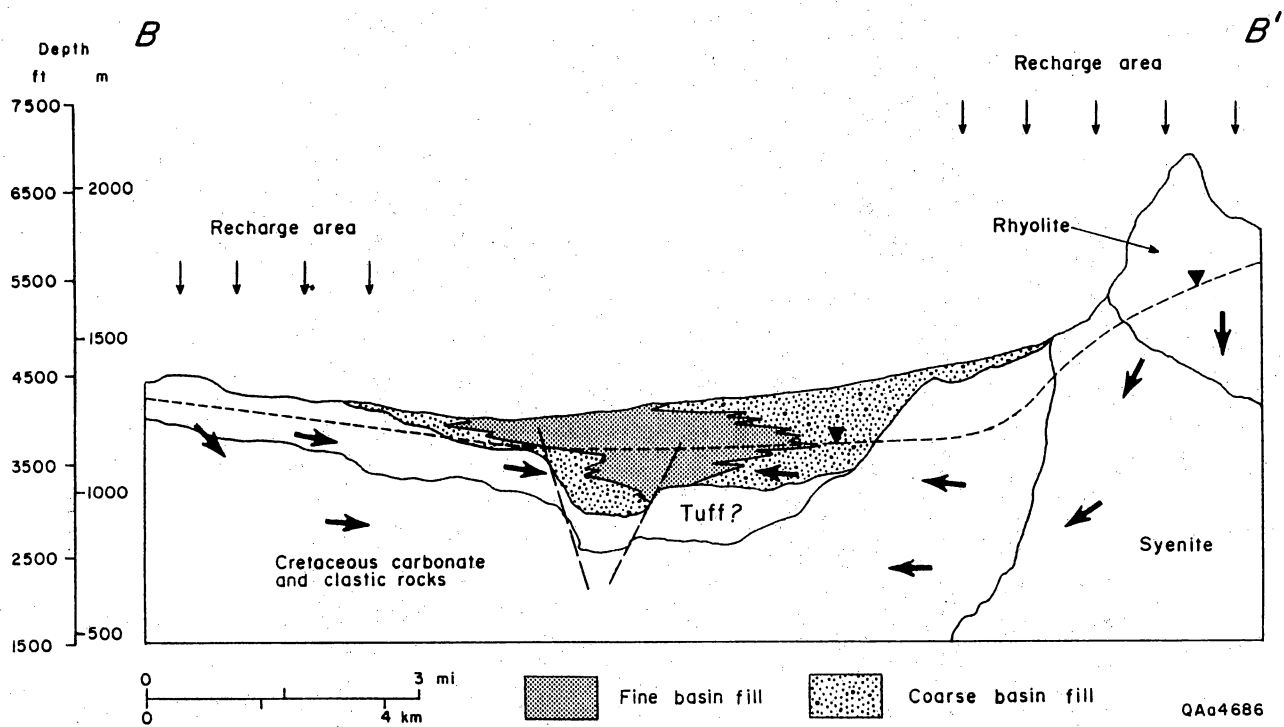 B
B'
Depth
ft m
Recharge area
7500
6500
5500
4500
3500
2500
1500
2000
1500
1000
500
Recharge area
Rhyolite
Tuff?
Cretaceous carbonate
and clastic rocks
Syenite
0 3 mi
0 4 km
Fine basin fill
Coarse basin fill
QAa4686